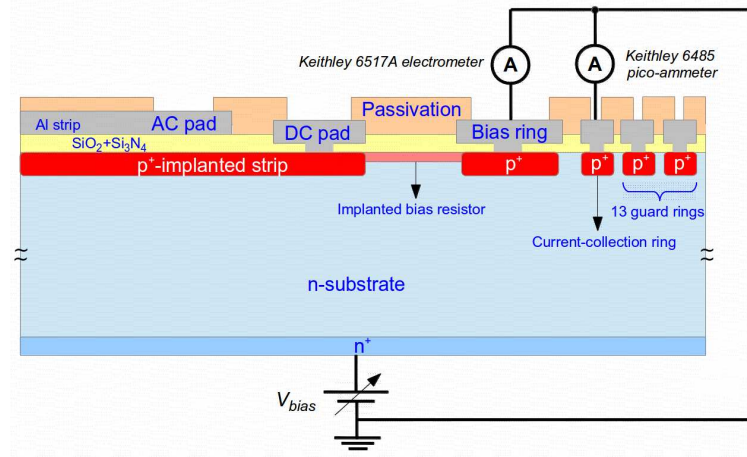 Keithley 6517A electrometer
A
A
Keithley 6485
pico-ammeter
Al strip
AC pad
Passivation
DC pad
Bias ring
SiO2+Si3N4
p+-implanted strip
p+
p+
p+
p+
Implanted bias resistor
13 guard rings
Current-collection ring
≈
≈
n-substrate
n+
Vbias